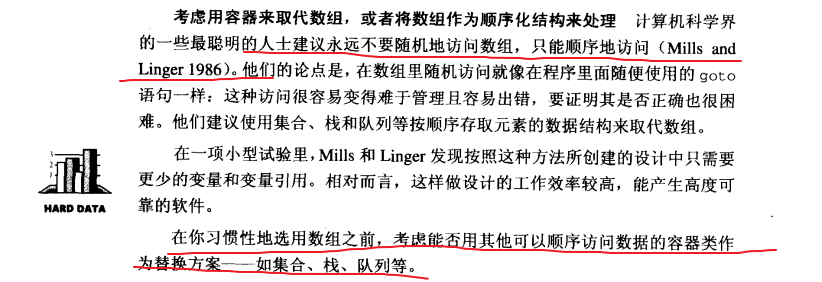 考虑用容器来取代数组，或者将数组作为顺序化结构来处理 计算机科学界
的一些最聪明的人士建议永远不要随机地访问数组，只能顺序地访问（Mills and
Linger 1986）。他们的论点是，在数组里随机访问就像在程序里面随便使用的 goto
语句一样：这种访问很容易变得难于管理且容易出错，要证明其是否正确也很困
难。他们建议使用集合、栈和队列等按顺序存取元素的数据结构来取代数组。
3
2
1
HARD DATA
在一项小型试验里，Mills 和 Linger 发现按照这种方法所创建的设计中只需要
更少的变量和变量引用。相对而言，这样做设计的工作效率较高，能产生高度可
靠的软件。
在你习惯性地选用数组之前，考虑能否用其他可以顺序访问数据的容器类作
为替换方案——如集合、栈、队列等。